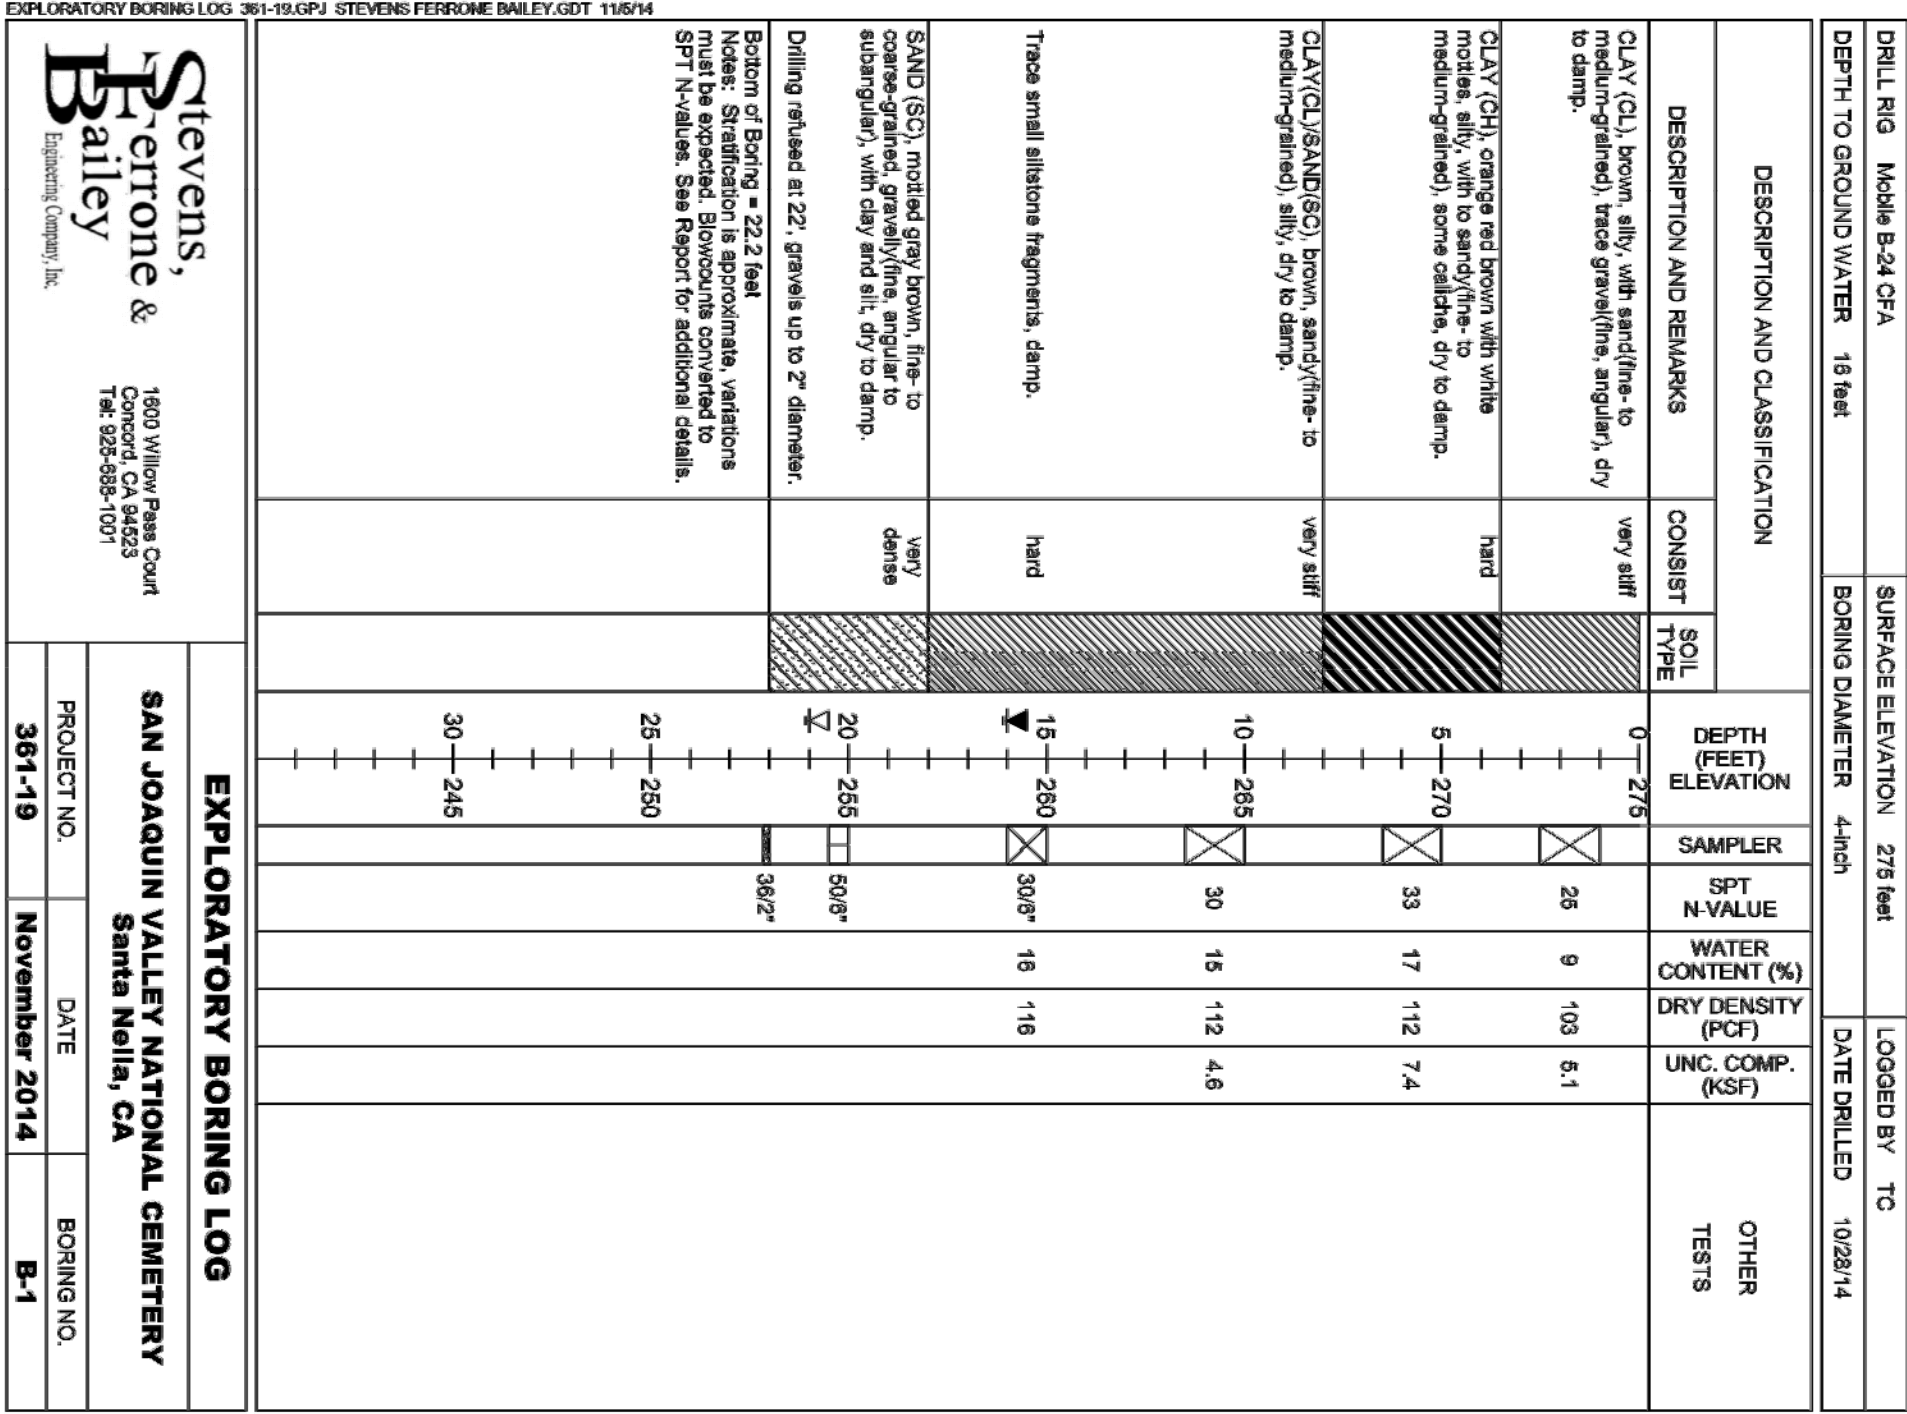 EXPLORATORY BORING LOG 361-19.GPJ STEVENS FERRONE BAILEY.GDT 11/5/14
DRILL RIG Mobile B-24 CFA
SURFACE ELEVATION 275 feet
LOGGED BY TC
DEPTH TO GROUND WATER 16 feet
BORING DIAMETER 4-inch
DATE DRILLED 10/28/14
DESCRIPTION AND CLASSIFICATION
DESCRIPTION AND REMARKS
CONSIST
SOIL
TYPE
DEPTH
(FEET)
ELEVATION
SAMPLER
SPT
N-VALUE
WATER
CONTENT (%)
DRY DENSITY
(PCF)
UNC. COMP.
(KSF)
OTHER
TESTS
CLAY (CL), brown, silty, with sand(fine- to
medium-grained), trace gravel(fine, angular), dry
to damp.
very stiff
0 275
26 9 103 5.1
CLAY (CH), orange red brown with white
mottles, silty, with to sandy(fine- to
medium-grained), some caliche, dry to damp.
hard
5 270
33 17 112 7.4
CLAY(CL)/SAND(SC), brown, sandy(fine- to
medium-grained), silty, dry to damp.
very stiff
10 265
30 15 112 4.6
Trace small siltstone fragments, damp.
hard
15 260
30/6" 16 116
SAND (SC), mottled gray brown, fine- to
coarse-grained, gravelly(fine, angular to
subangular), with clay and silt, dry to damp.
very
dense
20 255
50/6"
Drilling refused at 22', gravels up to 2" diameter.
36/2"
Bottom of Boring = 22.2 feet
Notes: Stratification is approximate, variations
must be expected. Blowcounts converted to
SPT N-values. See Report for additional details.
25 250
30 245
Stevens,
Ferrone &
Bailey
Engineering Company, Inc.
1600 Willow Pass Court
Concord, CA 94523
Tel: 925-688-1001
EXPLORATORY BORING LOG
SAN JOAQUIN VALLEY NATIONAL CEMETERY
Santa Nella, CA
PROJECT NO.
DATE
BORING NO.
361-19
November 2014
B-1